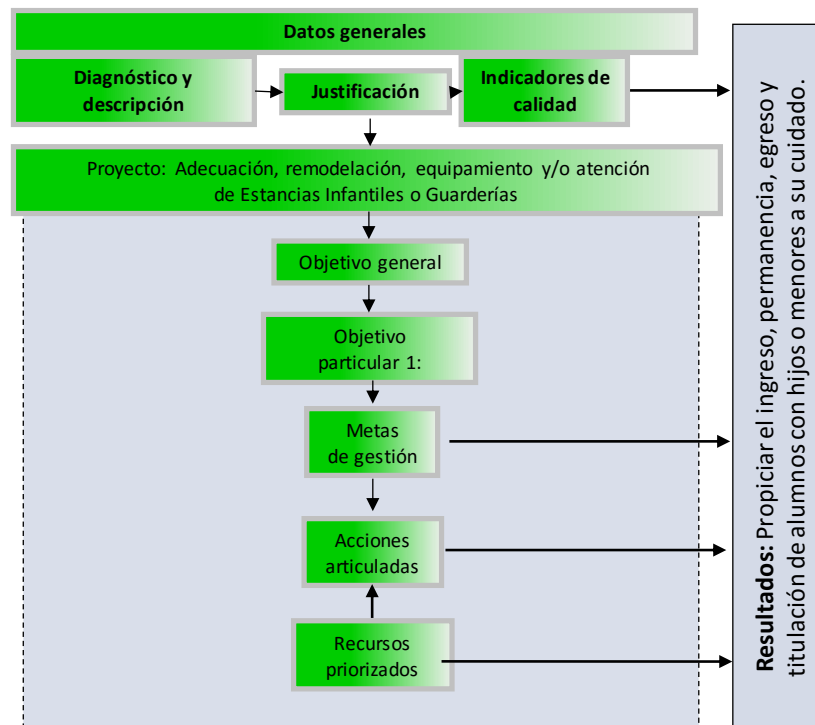 Datos generales
Diagnóstico y
descripción
Justificación
Indicadores de
calidad
Proyecto: Adecuación, remodelación, equipamiento y/o atención
de Estancias Infantiles o Guarderías
Objetivo general
Objetivo
particular 1:
Metas
de gestión
Acciones
articuladas
Recursos
priorizados
Resultados: Propiciar el ingreso, permanencia, egreso y
titulación de alumnos con hijos o menores a su cuidado.